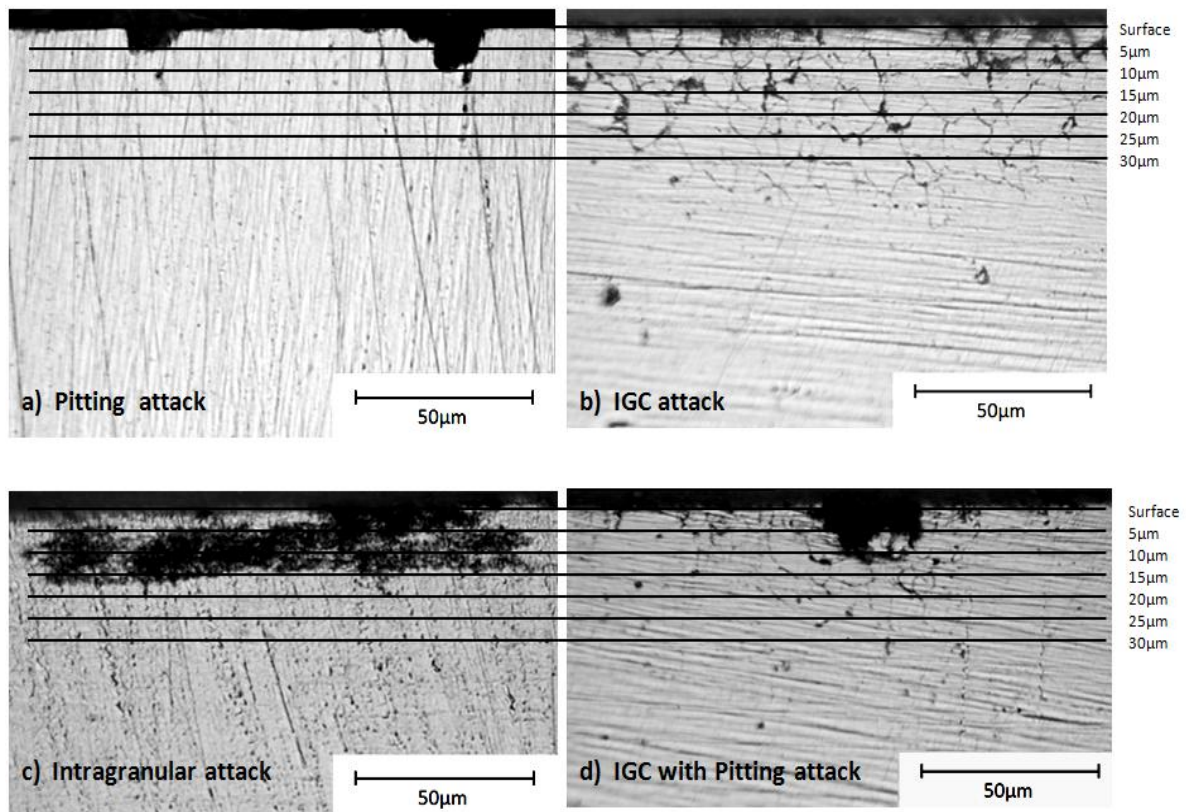 Surface
5µm
10µm
15µm
20µm
25µm
30µm
a) Pitting attack
50µm
b) IGC attack
50µm
Surface
5µm
10µm
15µm
20µm
25µm
30µm
c) Intragranular attack
50µm
d) IGC with Pitting attack
50µm